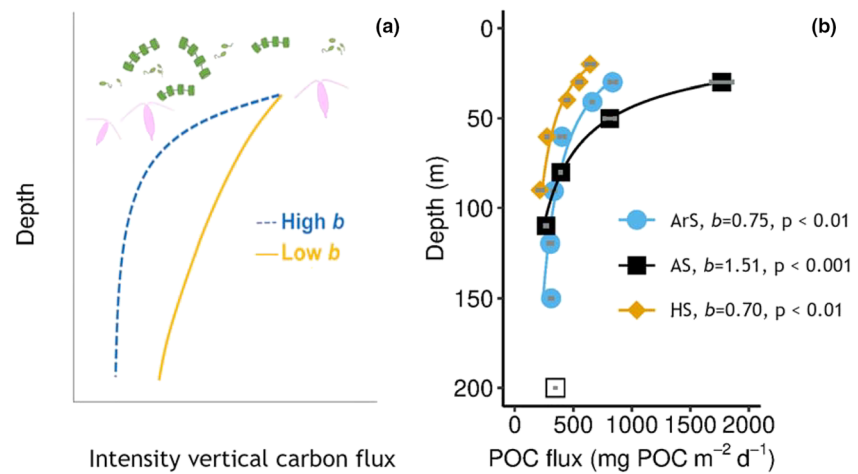 (a)
High b
Low b
Depth
Intensity vertical carbon flux
(b)
0
50
100
150
200
Depth (m)
ArS, b=0.75, p < 0.01
AS, b=1.51, p < 0.001
HS, b=0.70, p < 0.01
0 500 1000 1500 2000
POC flux (mg POC m⁻² d⁻¹)